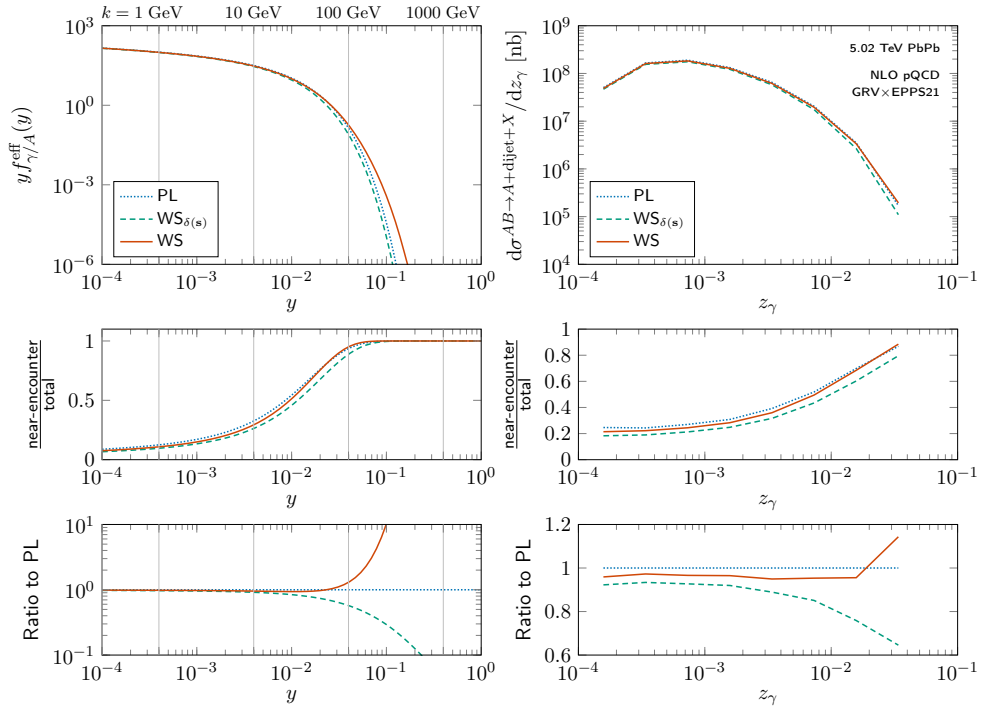 k = 1 GeV 10 GeV 100 GeV 1000 GeV
10^3
10^0
10^−3
10^−6
y f^eff_γ/A(y)
PL
WS_δ(s)
WS
10^−4 10^−3 10^−2 10^−1 10^0
y
10^9
10^8
10^7
10^6
10^5
10^4
dσ^AB→A+dijet+X/dz_γ [nb]
5.02 TeV PbPb
NLO pQCD
GRV×EPPS21
PL
WS_δ(s)
WS
10^−4 10^−3 10^−2 10^−1
z_γ
1
0.5
0
near-encounter
total
10^−4 10^−3 10^−2 10^−1 10^0
y
1
0.8
0.6
0.4
0.2
0
near-encounter
total
10^−4 10^−3 10^−2 10^−1
z_γ
10^1
10^0
10^−1
Ratio to PL
10^−4 10^−3 10^−2 10^−1 10^0
y
1.2
1
0.8
0.6
Ratio to PL
10^−4 10^−3 10^−2 10^−1
z_γ